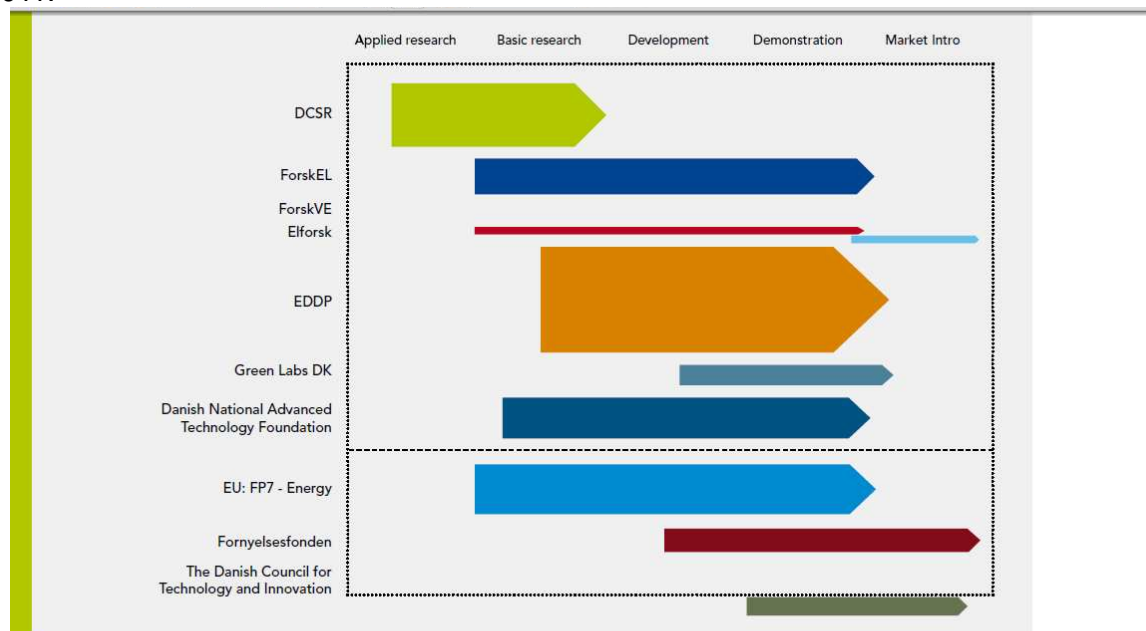 Applied research Basic research Development Demonstration Market Intro
DCSR
ForskEL
ForskVE
Elforsk
EDDP
Green Labs DK
Danish National Advanced
Technology Foundation
EU: FP7 - Energy
Fornyelsesfonden
The Danish Council for
Technology and Innovation